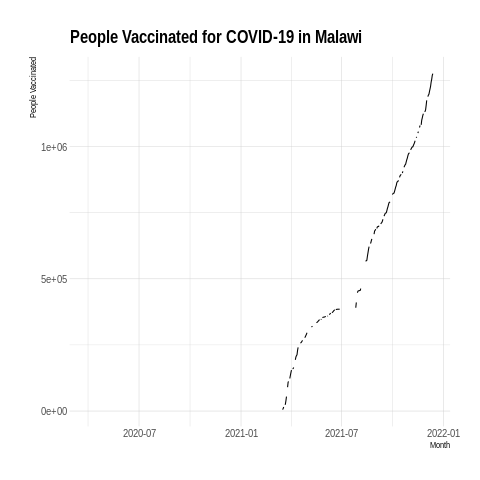 People Vaccinated for COVID-19 in Malawi
People Vaccinated
1e+06
5e+05
0e+00
2020-07 2021-01 2021-07 2022-01
Month